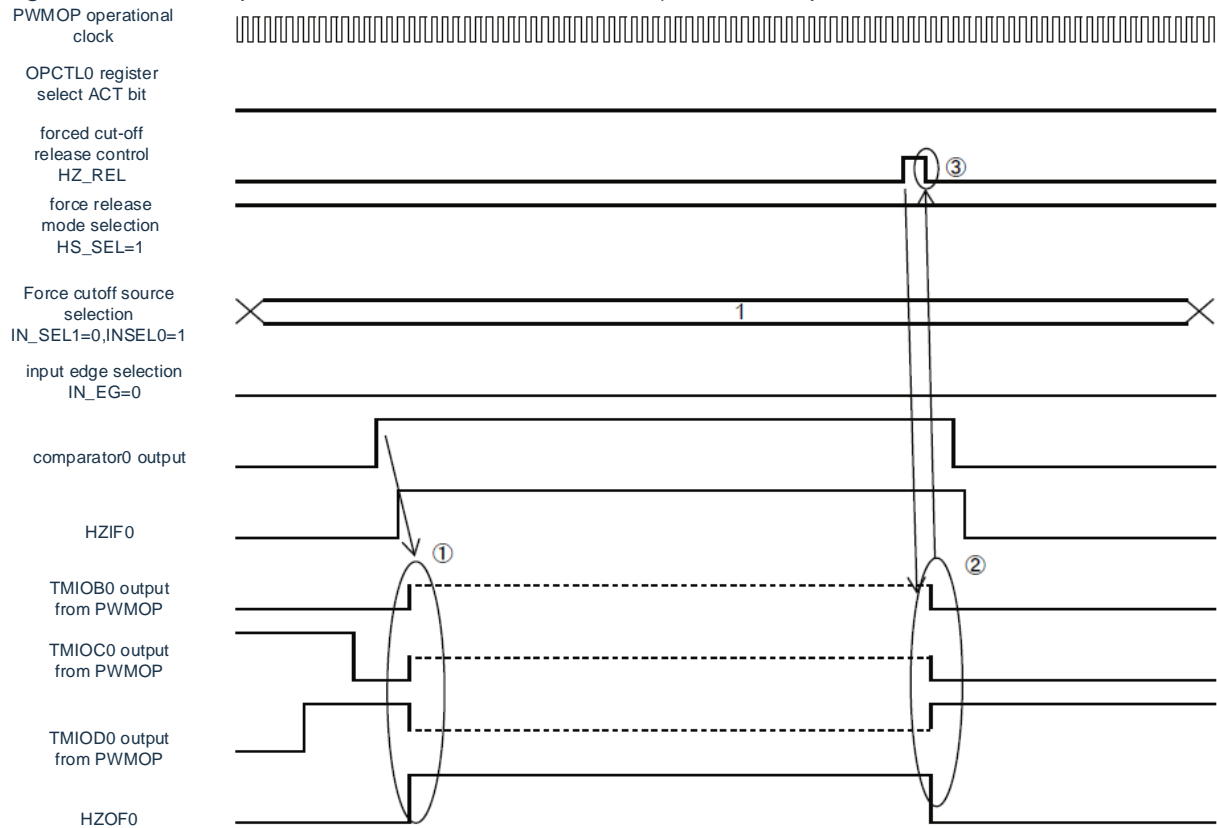 PWMOP operational
clock
OPCTL0 register
select ACT bit
forced cut-off
release control
HZ_REL
③
force release
mode selection
HS_SEL=1
Force cutoff source
selection
IN_SEL1=0,INSEL0=1
1
input edge selection
IN_EG=0
comparator0 output
HZIF0
①
②
TMIOB0 output
from PWMOP
TMIOC0 output
from PWMOP
TMIOD0 output
from PWMOP
HZOF0